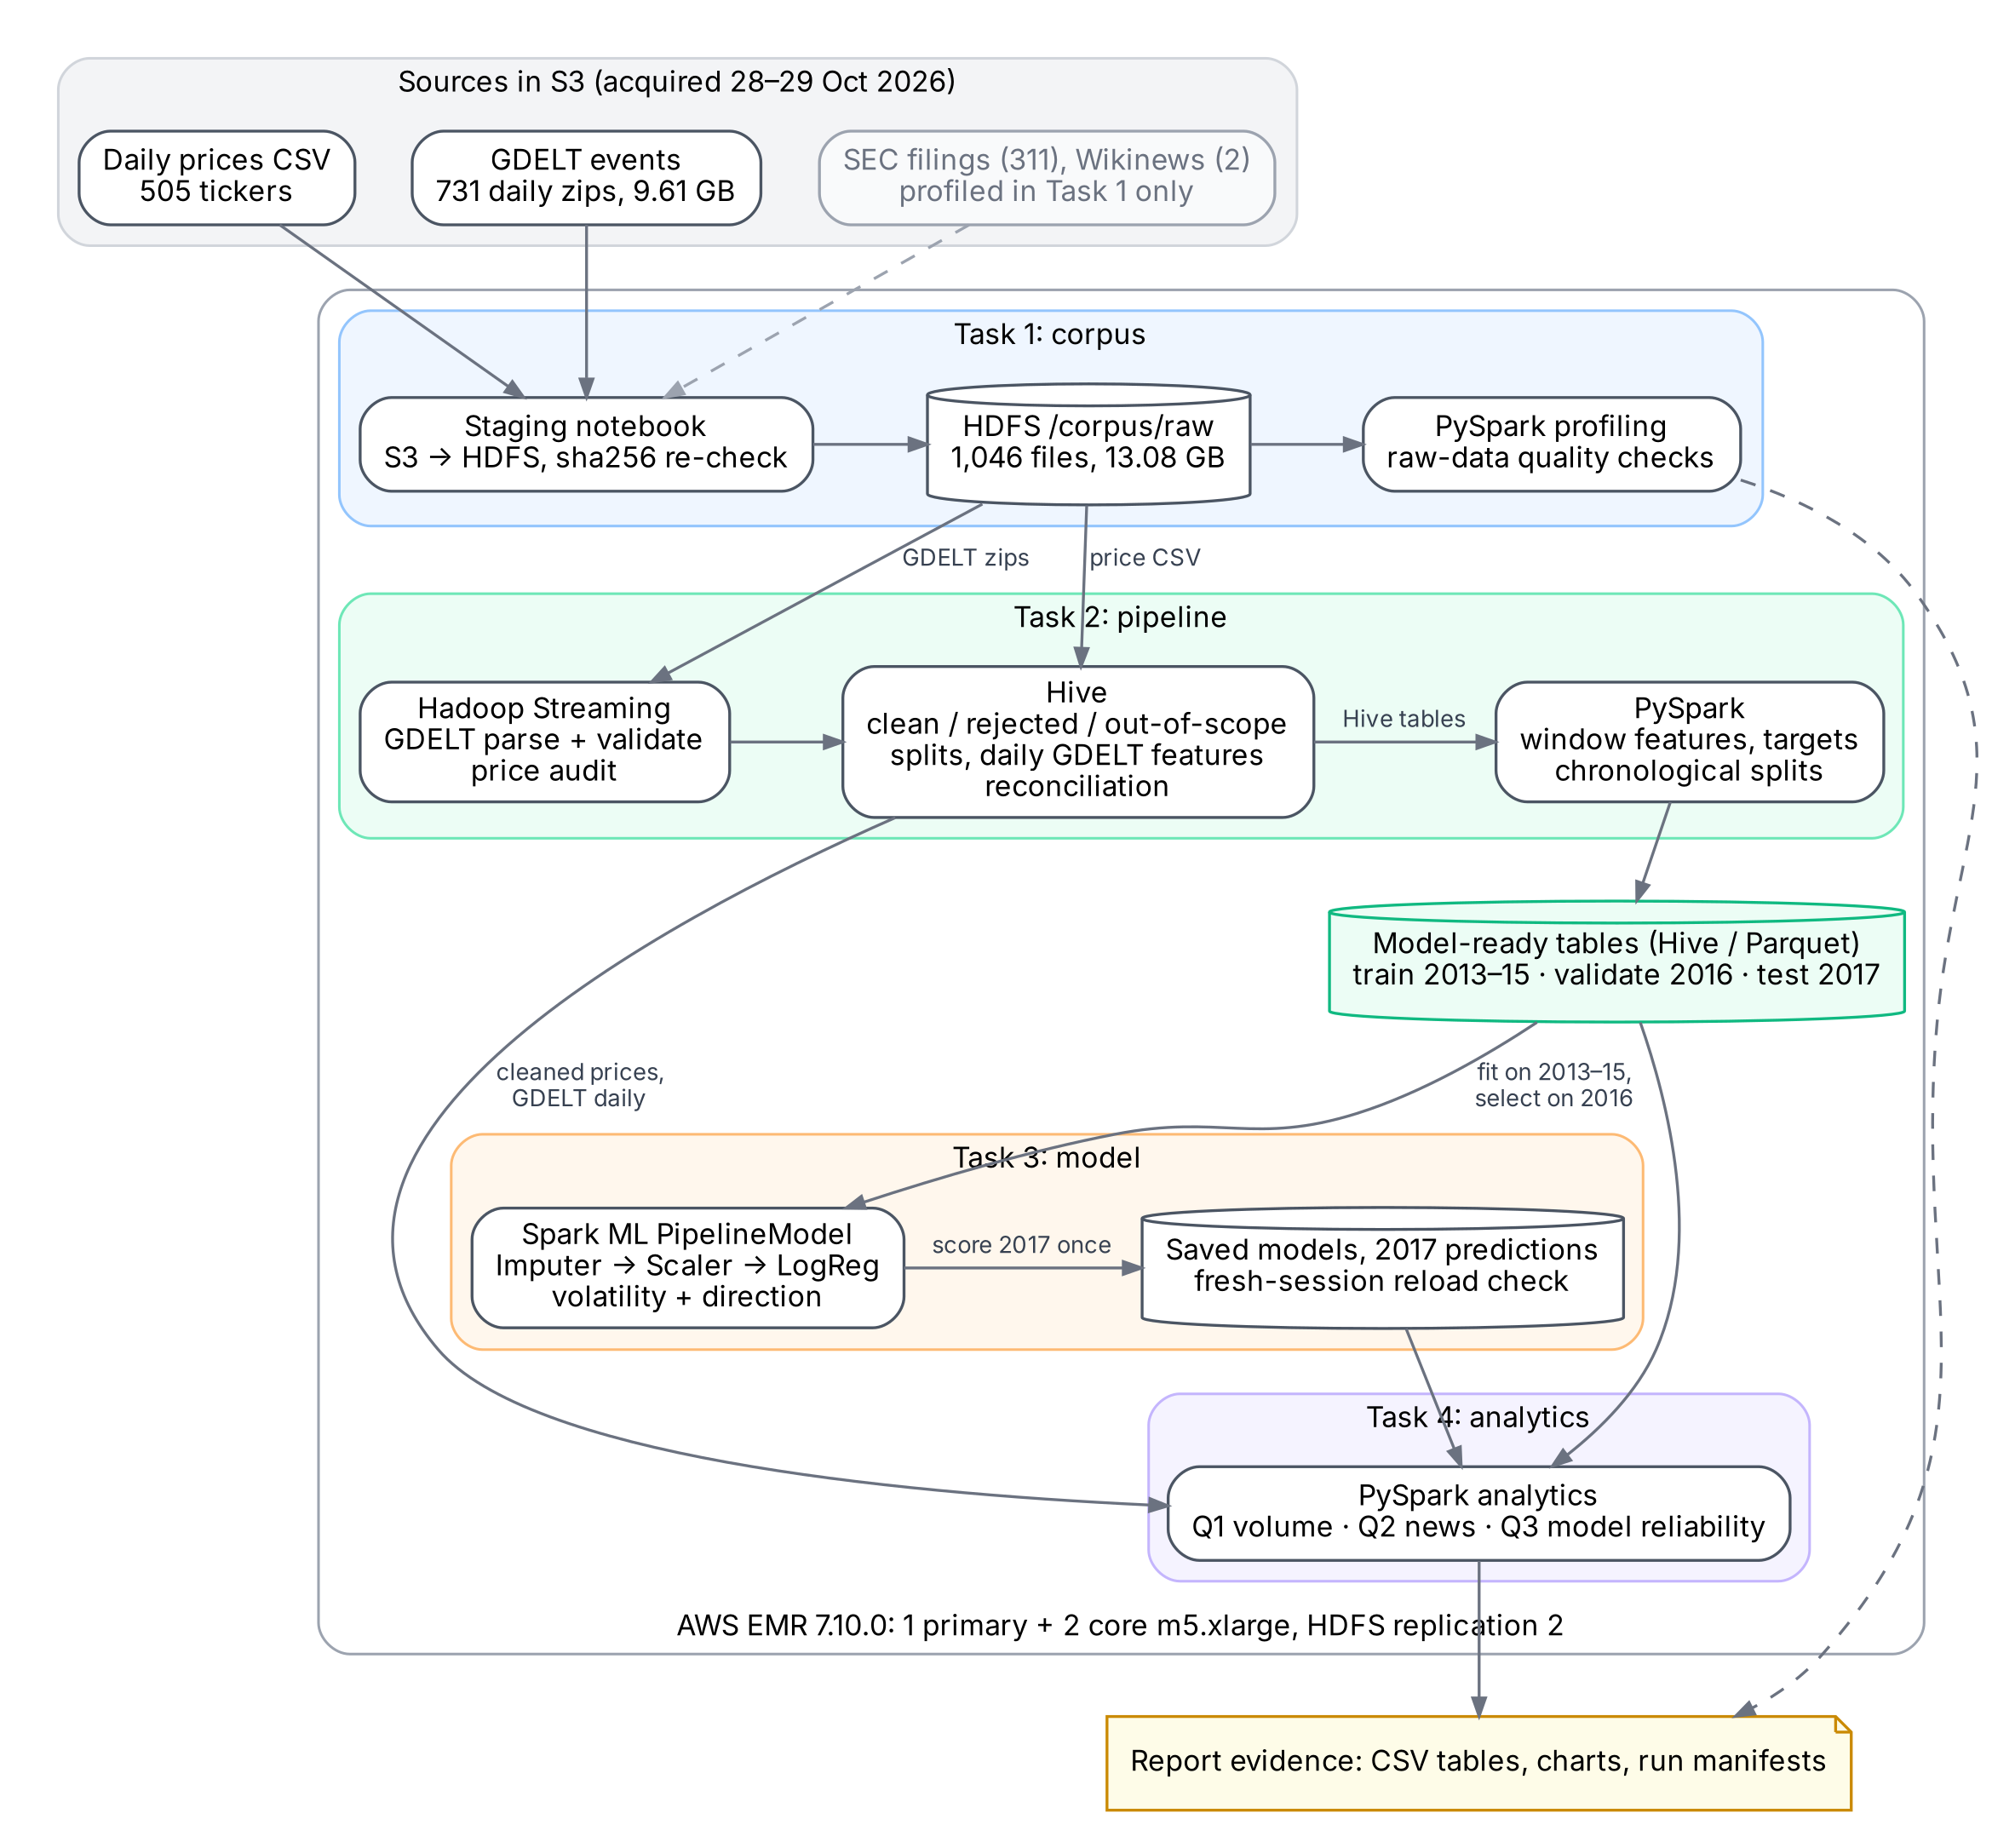 Sources in S3 (acquired 28–29 Oct 2026)
Daily prices CSV
505 tickers
GDELT events
731 daily zips, 9.61 GB
SEC filings (311), Wikinews (2)
profiled in Task 1 only
Task 1: corpus
Staging notebook
S3 → HDFS, sha256 re-check
HDFS /corpus/raw
1,046 files, 13.08 GB
PySpark profiling
raw-data quality checks
GDELT zips
price CSV
Task 2: pipeline
Hadoop Streaming
GDELT parse + validate
price audit
Hive
clean / rejected / out-of-scope
splits, daily GDELT features
reconciliation
Hive tables
PySpark
window features, targets
chronological splits
Model-ready tables (Hive / Parquet)
train 2013–15 · validate 2016 · test 2017
cleaned prices,
GDELT daily
fit on 2013–15,
select on 2016
Task 3: model
Spark ML PipelineModel
Imputer → Scaler → LogReg
volatility + direction
score 2017 once
Saved models, 2017 predictions
fresh-session reload check
Task 4: analytics
PySpark analytics
Q1 volume · Q2 news · Q3 model reliability
AWS EMR 7.10.0: 1 primary + 2 core m5.xlarge, HDFS replication 2
Report evidence: CSV tables, charts, run manifests